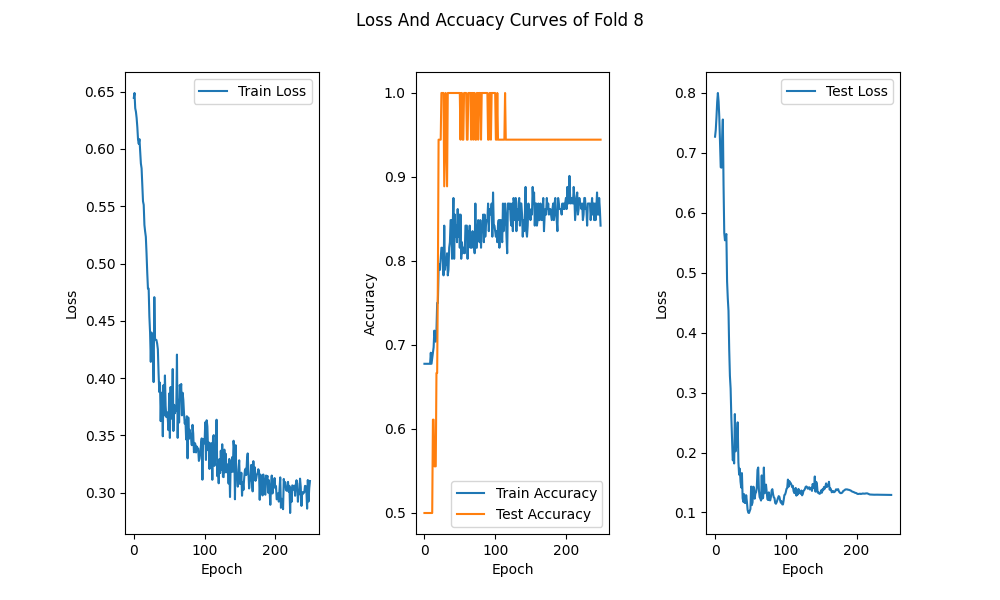 Loss And Accuacy Curves of Fold 8
Train Loss
0.65
0.60
0.55
0.50
0.45
0.40
0.35
0.30
Loss
0
100
200
Epoch
1.0
0.9
0.8
0.7
0.6
0.5
Accuracy
Train Accuracy
Test Accuracy
0
100
200
Epoch
Test Loss
0.8
0.7
0.6
0.5
0.4
0.3
0.2
0.1
Loss
0
100
200
Epoch